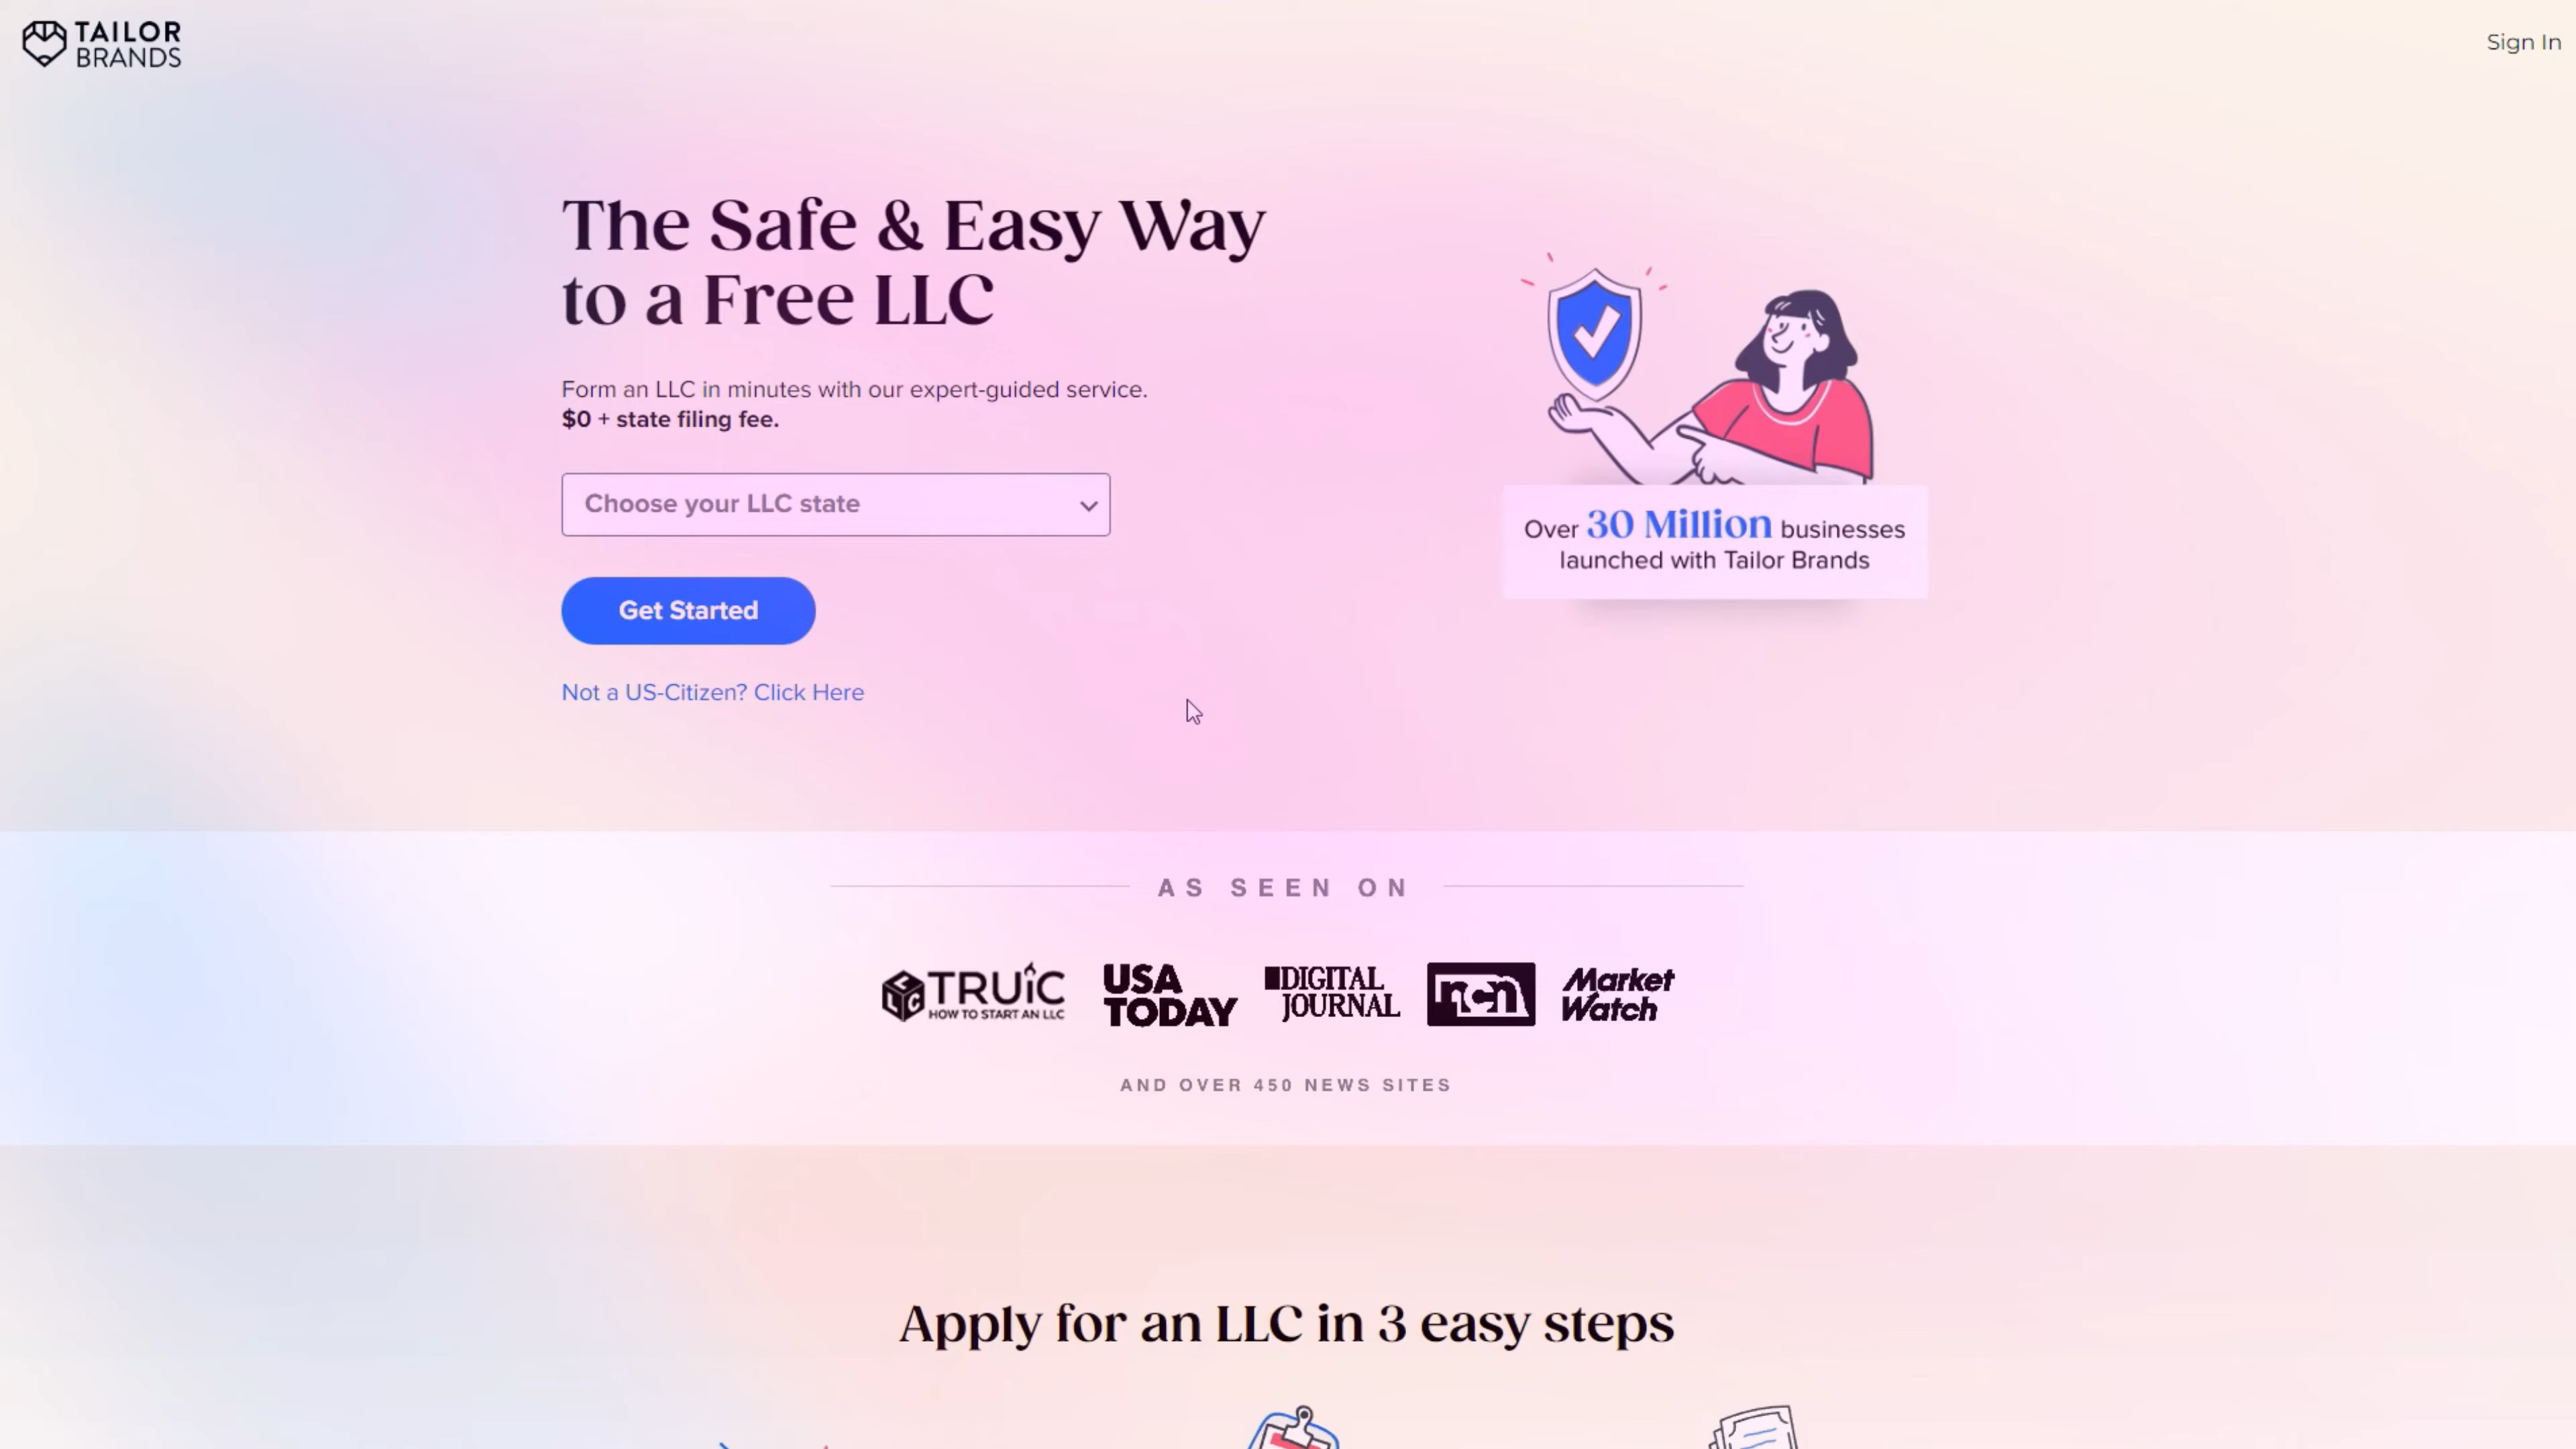 TAILOR
BRANDS
Sign In
The Safe & Easy Way
to a Free LLC
Form an LLC in minutes with our expert-guided service.
$0 + state filing fee.
Choose your LLC state
Get Started
Not a US-Citizen? Click Here
Over 30 Million businesses
launched with Tailor Brands
AS SEEN ON
LLC
TRUiC
HOW TO START AN LLC
USA
TODAY
DIGITAL
JOURNAL
ncn
Market
Watch
AND OVER 450 NEWS SITES
Apply for an LLC in 3 easy steps